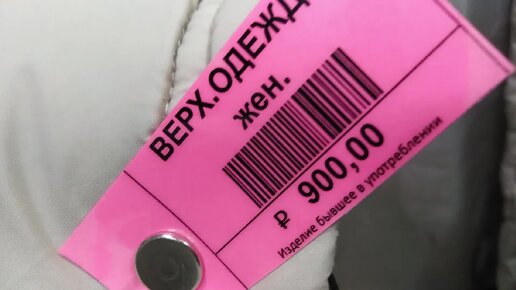 ВЕРХ.ОДЕЖД
жен.
₽ 900,00
Изделие бывшее в употреблении